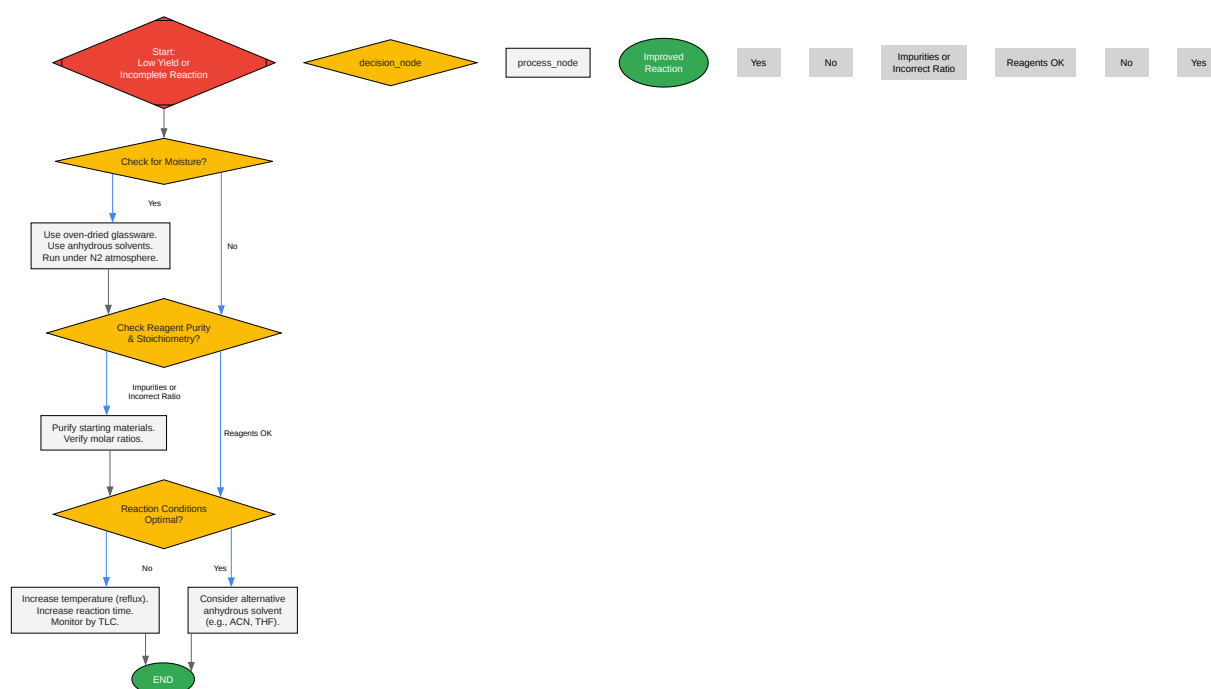 Start:
Low Yield or
Incomplete Reaction
decision_node
process_node
Improved
Reaction
Yes
No
Impurities or
Incorrect Ratio
Reagents OK
No
Yes
Check for Moisture?
Yes
No
Use oven-dried glassware.
Use anhydrous solvents.
Run under N2 atmosphere.
Check Reagent Purity
& Stoichiometry?
Impurities or
Incorrect Ratio
Reagents OK
Purify starting materials.
Verify molar ratios.
Reaction Conditions
Optimal?
No
Yes
Increase temperature (reflux).
Increase reaction time.
Monitor by TLC.
Consider alternative
anhydrous solvent
(e.g., ACN, THF).
END